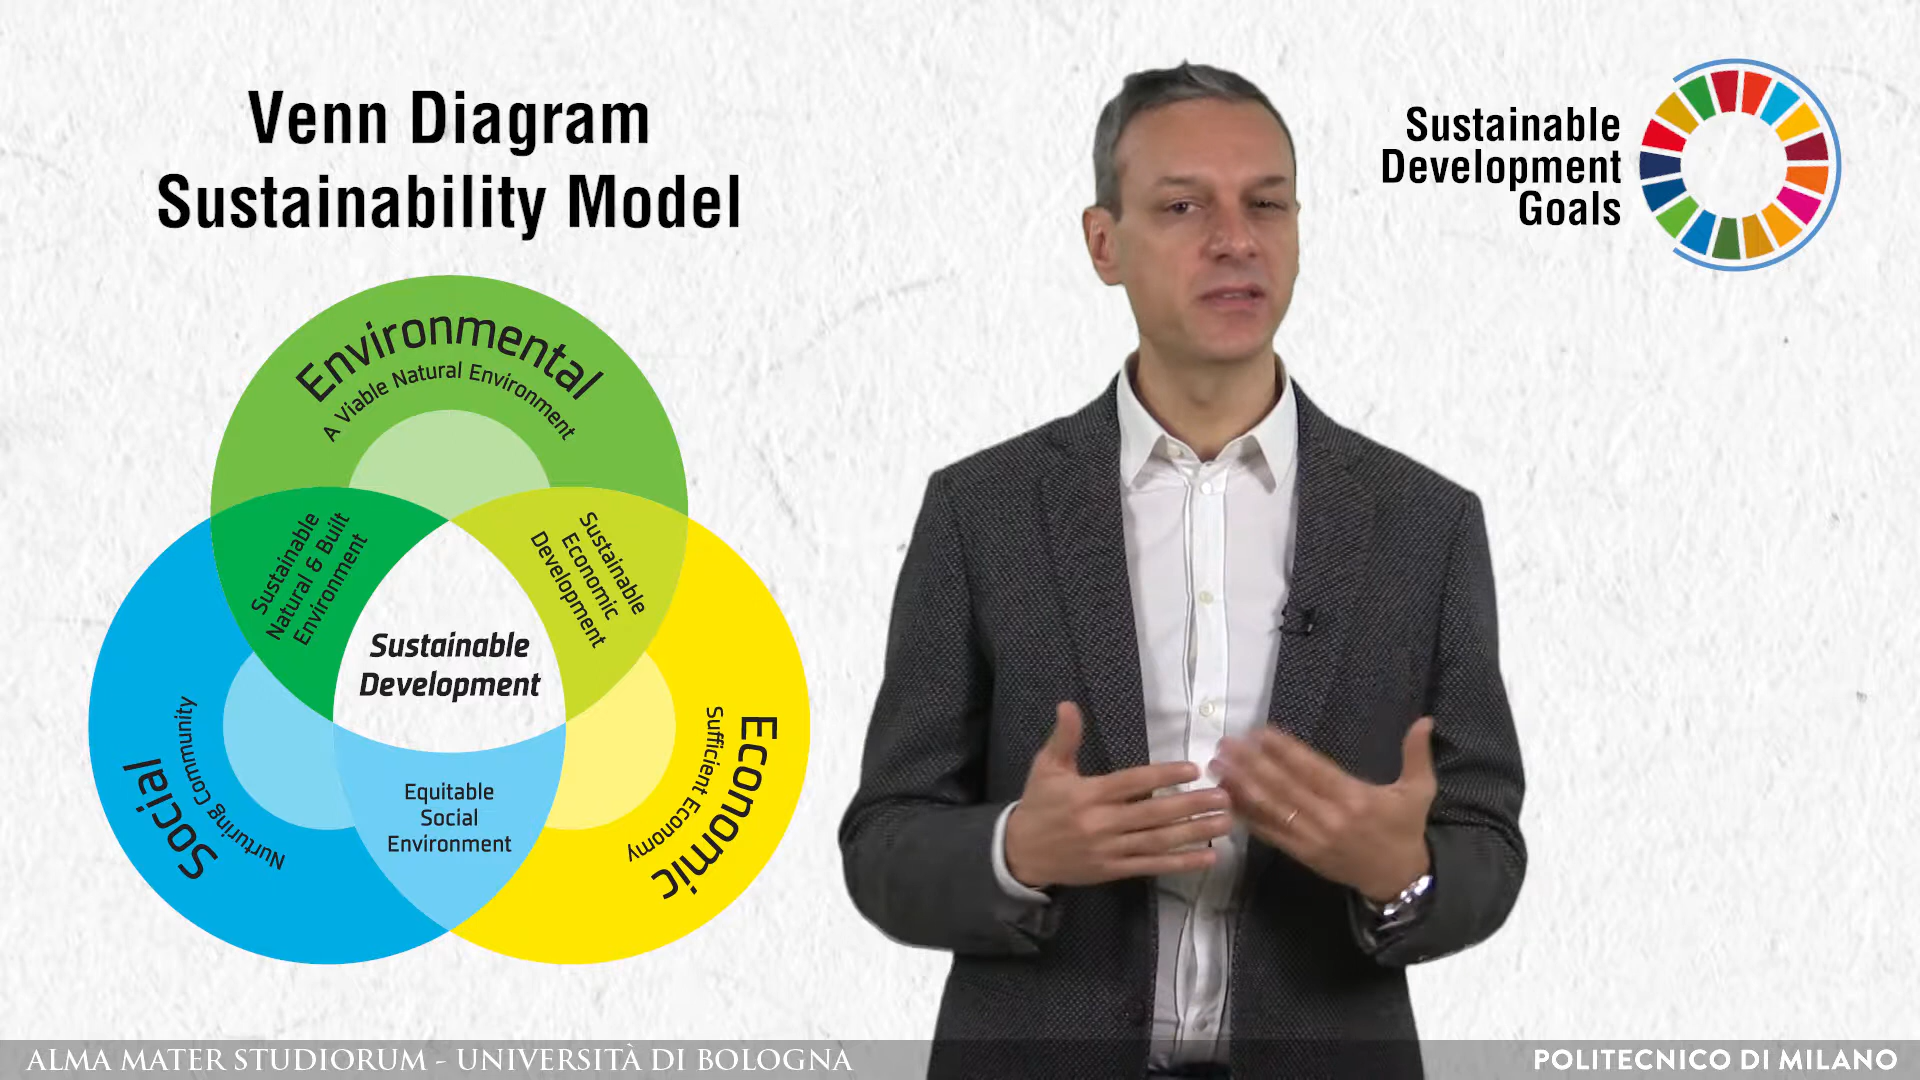 Venn Diagram
Sustainability Model
Sustainable
Development
Goals
Environmental
A Viable Natural Environment
Sustainable
Natural & Built
Environment
Sustainable
Economic
Development
Sustainable
Development
Social
Nurturing Community
Economic
Sufficient Economy
Equitable
Social
Environment
ALMA MATER STUDIORUM - UNIVERSITÀ DI BOLOGNA
POLITECNICO DI MILANO